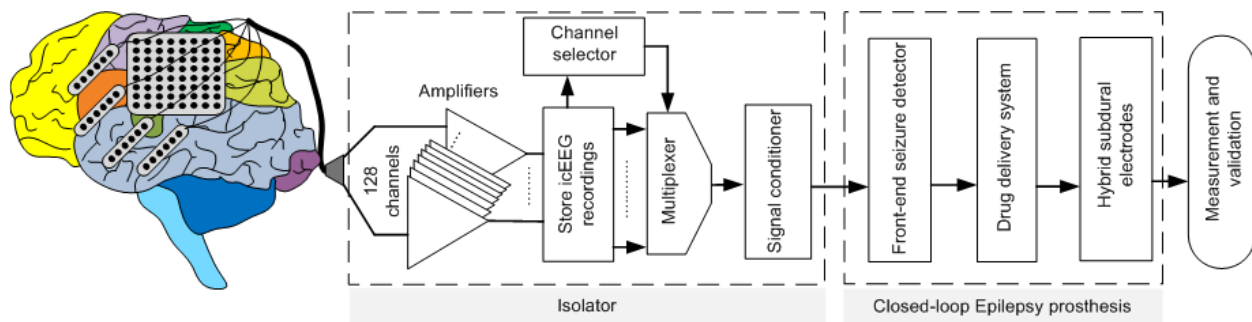 Channel
selector
Amplifiers
128
channels
Store icEEG
recordings
Multiplexer
Signal conditioner
Isolator
Front-end seizure detector
Drug delivery system
Hybrid subdural
electrodes
Closed-loop Epilepsy prosthesis
Measurement and
validation